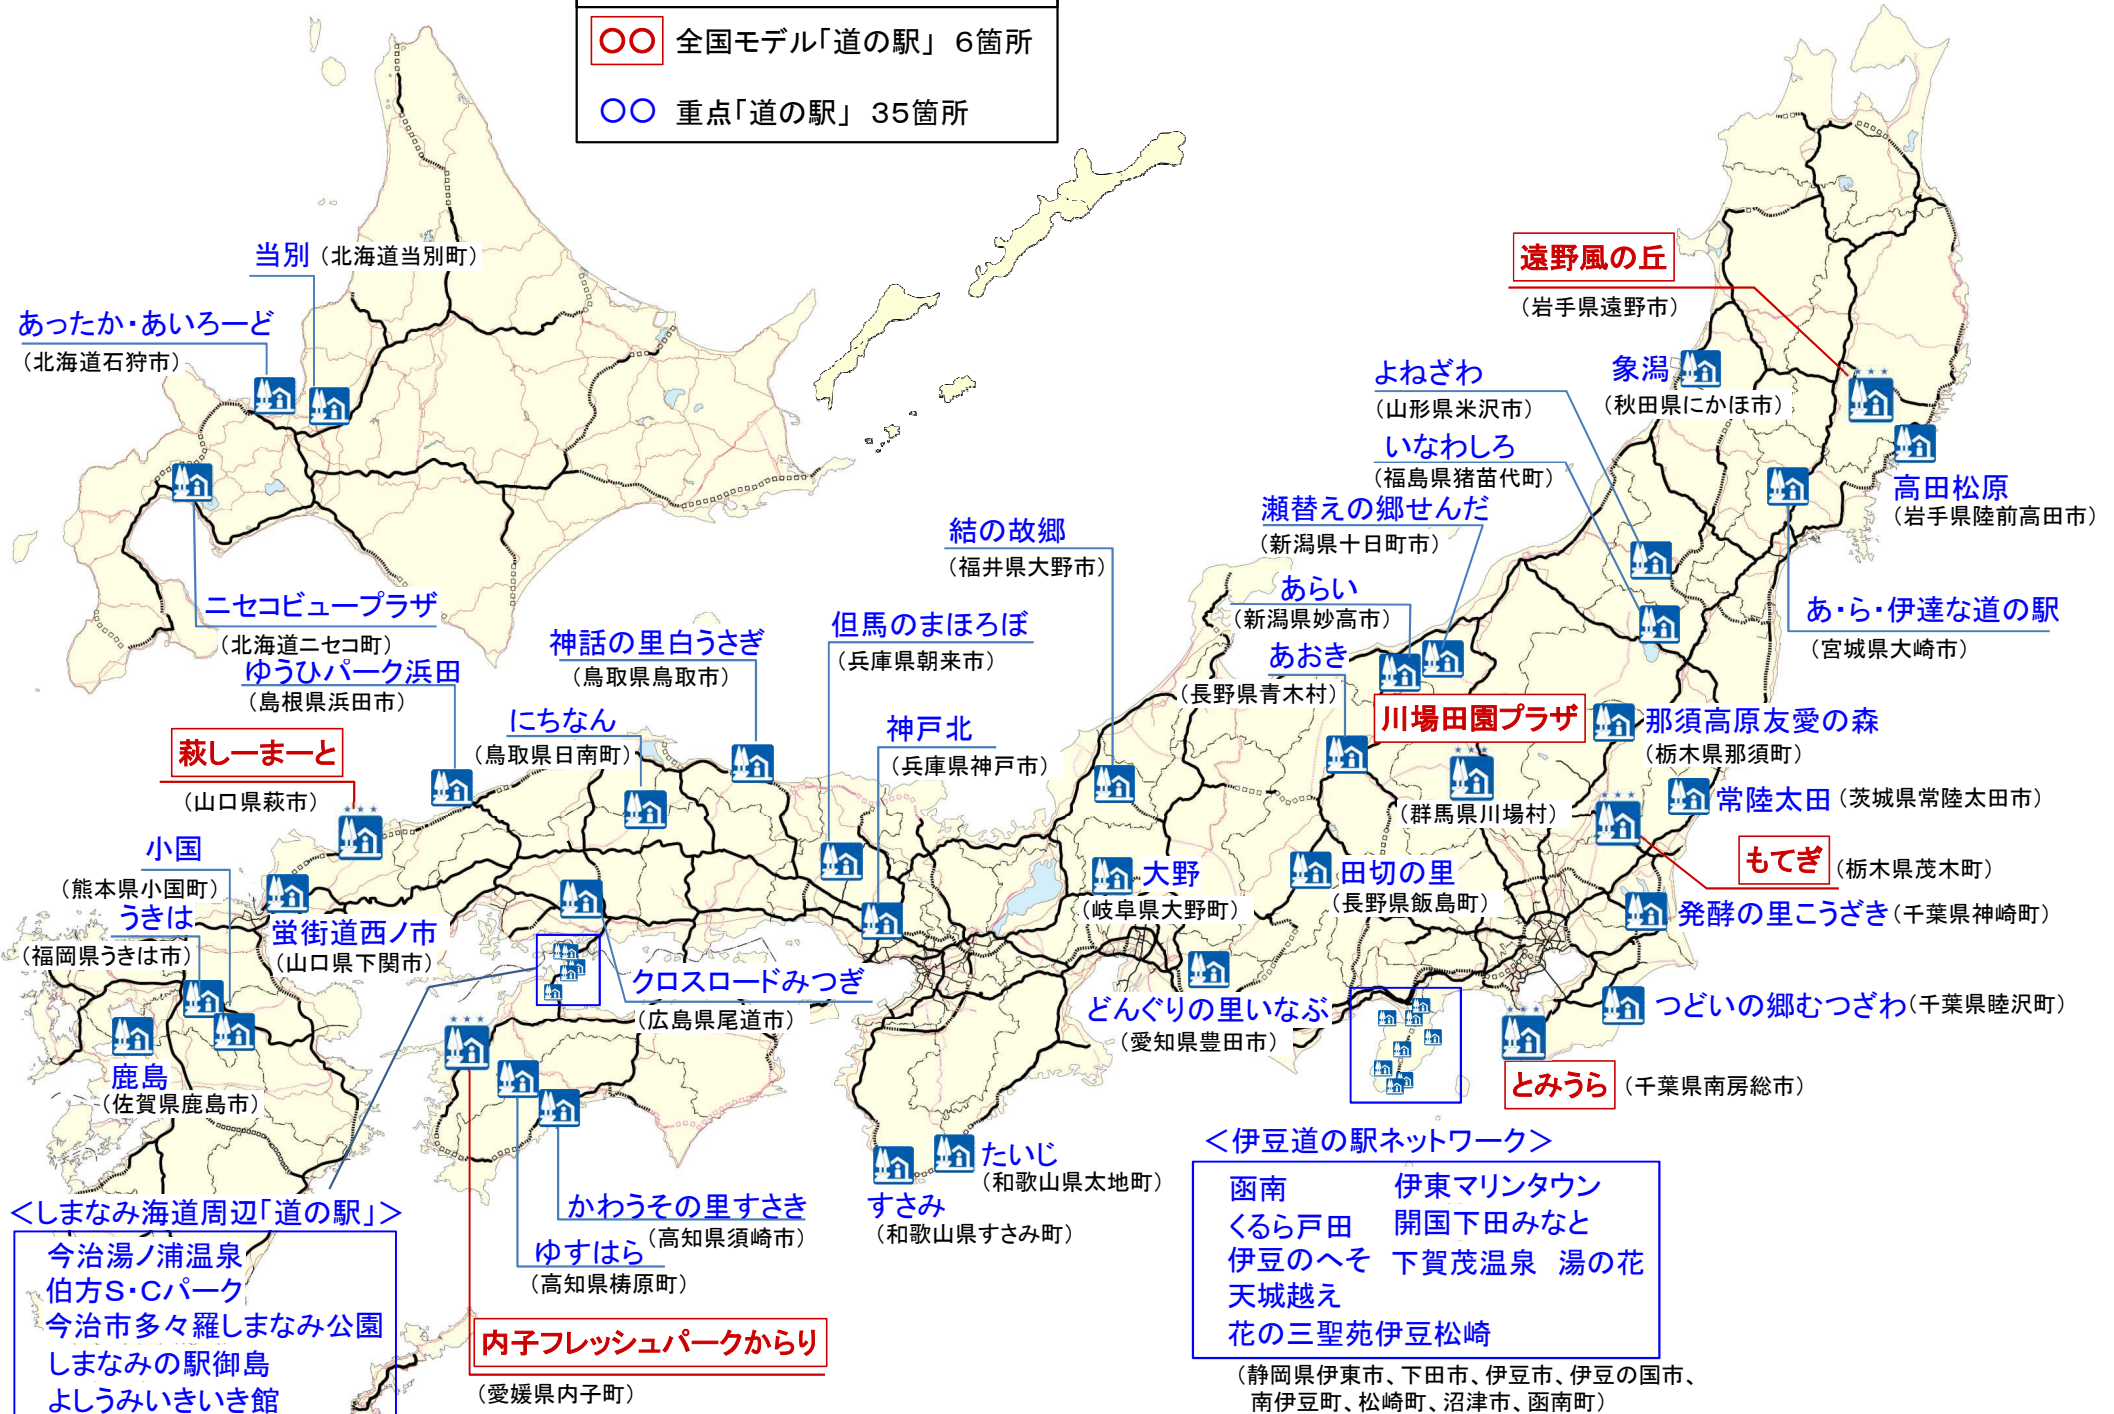 〇〇 全国モデル「道の駅」 6箇所
〇〇 重点「道の駅」 35箇所
当別（北海道当別町）
あったか・あいろーど
（北海道石狩市）
ニセコビュープラザ
（北海道ニセコ町）
遠野風の丘
（岩手県遠野市）
象潟
（秋田県にかほ市）
よねざわ
（山形県米沢市）
いなわしろ
（福島県猪苗代町）
高田松原
（岩手県陸前高田市）
瀬替えの郷せんだ
（新潟県十日町市）
結の故郷
（福井県大野市）
あらい
（新潟県妙高市）
あ・ら・伊達な道の駅
（宮城県大崎市）
あおき
（長野県青木村）
但馬のまほろば
（兵庫県朝来市）
神話の里白うさぎ
（鳥取県鳥取市）
ゆうひパーク浜田
（島根県浜田市）
にちなん
（鳥取県日南町）
神戸北
（兵庫県神戸市）
川場田園プラザ
（群馬県川場村）
那須高原友愛の森
（栃木県那須町）
萩しーまーと
（山口県萩市）
常陸太田（茨城県常陸太田市）
もてぎ（栃木県茂木町）
小国
（熊本県小国町）
うきは
（福岡県うきは市）
蛍街道西ノ市
（山口県下関市）
大野
（岐阜県大野町）
田切の里
（長野県飯島町）
発酵の里こうざき（千葉県神崎町）
クロスロードみつぎ
（広島県尾道市）
どんぐりの里いなぶ
（愛知県豊田市）
つどいの郷むつざわ（千葉県睦沢町）
鹿島
（佐賀県鹿島市）
とみうら（千葉県南房総市）
たいじ
（和歌山県太地町）
すさみ
（和歌山県すさみ町）
かわうその里すさき
（高知県須崎市）
ゆすはら
（高知県梼原町）
内子フレッシュパークからり
（愛媛県内子町）
＜しまなみ海道周辺「道の駅」＞
今治湯ノ浦温泉
伯方S・Cパーク
今治市多々羅しまなみ公園
しまなみの駅御島
よしうみいきいき館
＜伊豆道の駅ネットワーク＞
函南　伊東マリンタウン
くるら戸田　開国下田みなと
伊豆のへそ　下賀茂温泉　湯の花
天城越え
花の三聖苑伊豆松崎
（静岡県伊東市、下田市、伊豆市、伊豆の国市、
南伊豆町、松崎町、沼津市、函南町）